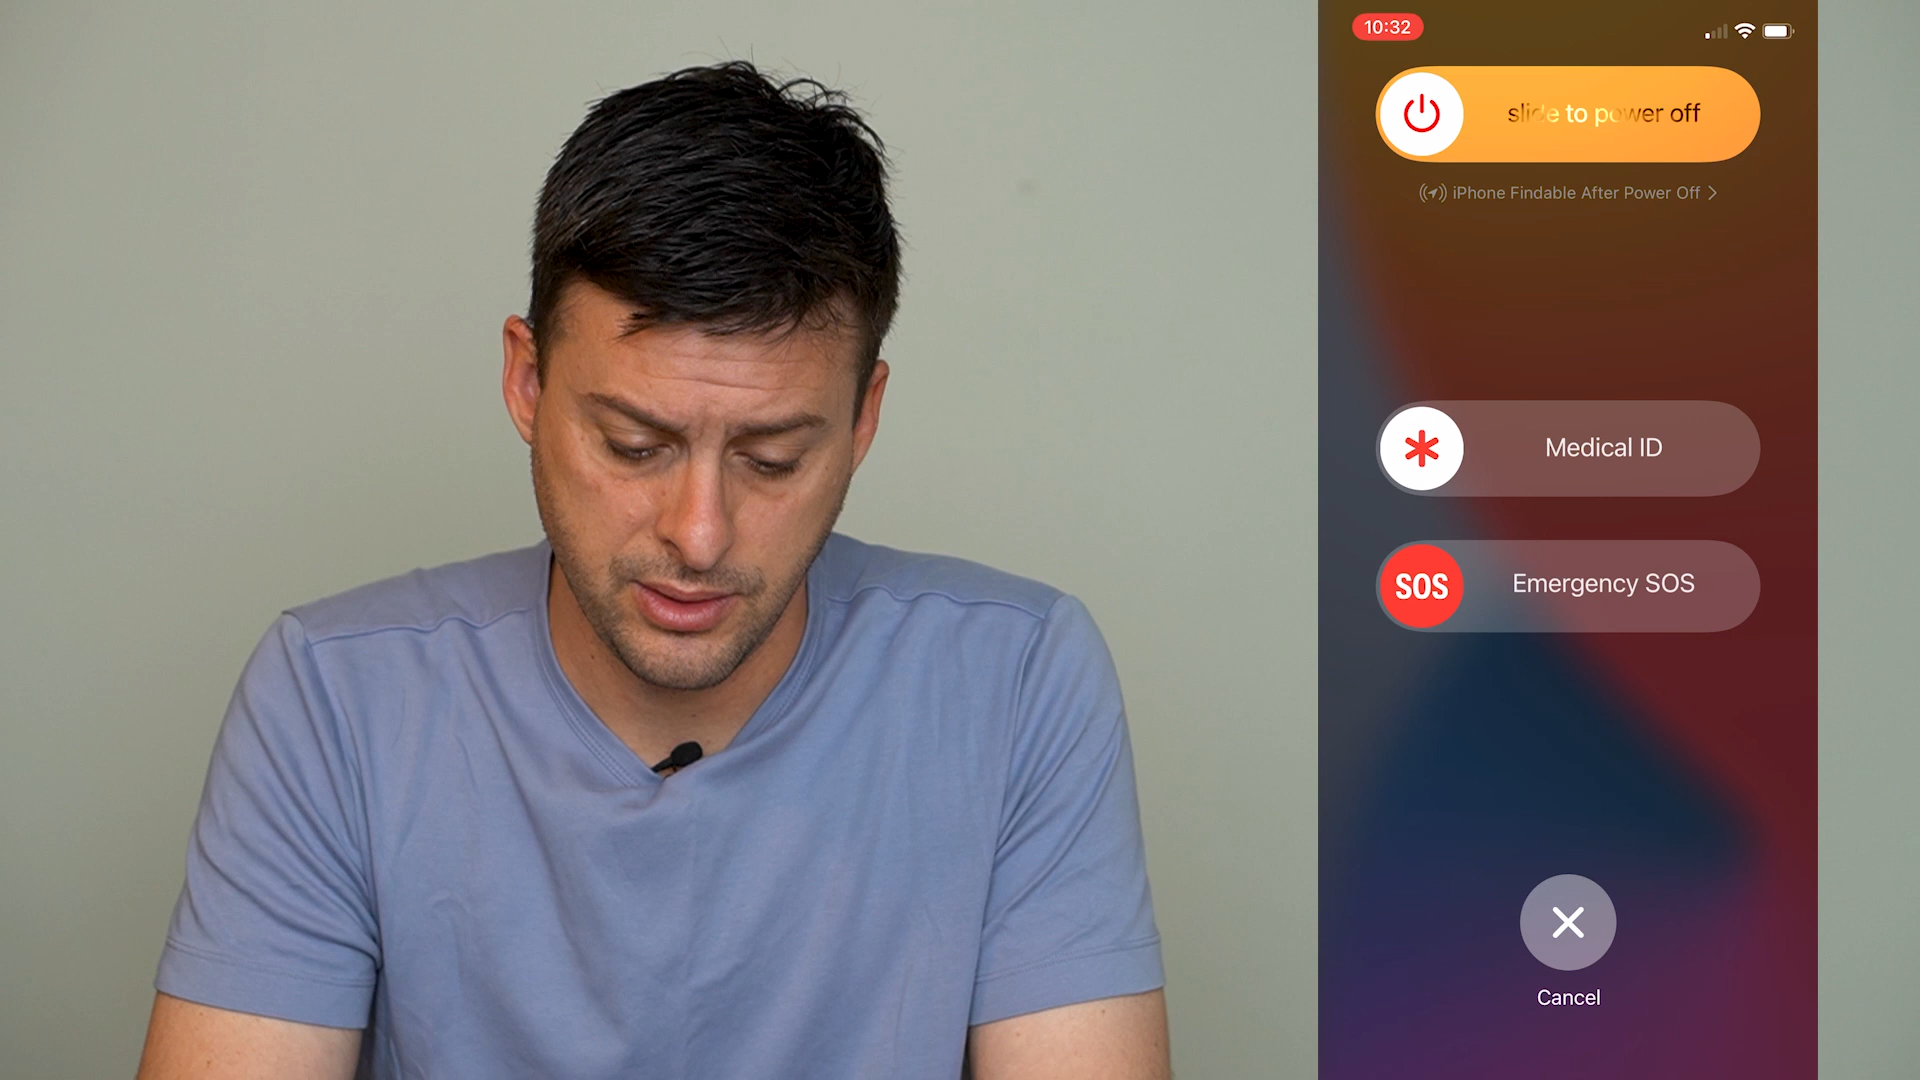 10:32
slide to power off
iPhone Findable After Power Off
Medical ID
SOS
Emergency SOS
Cancel